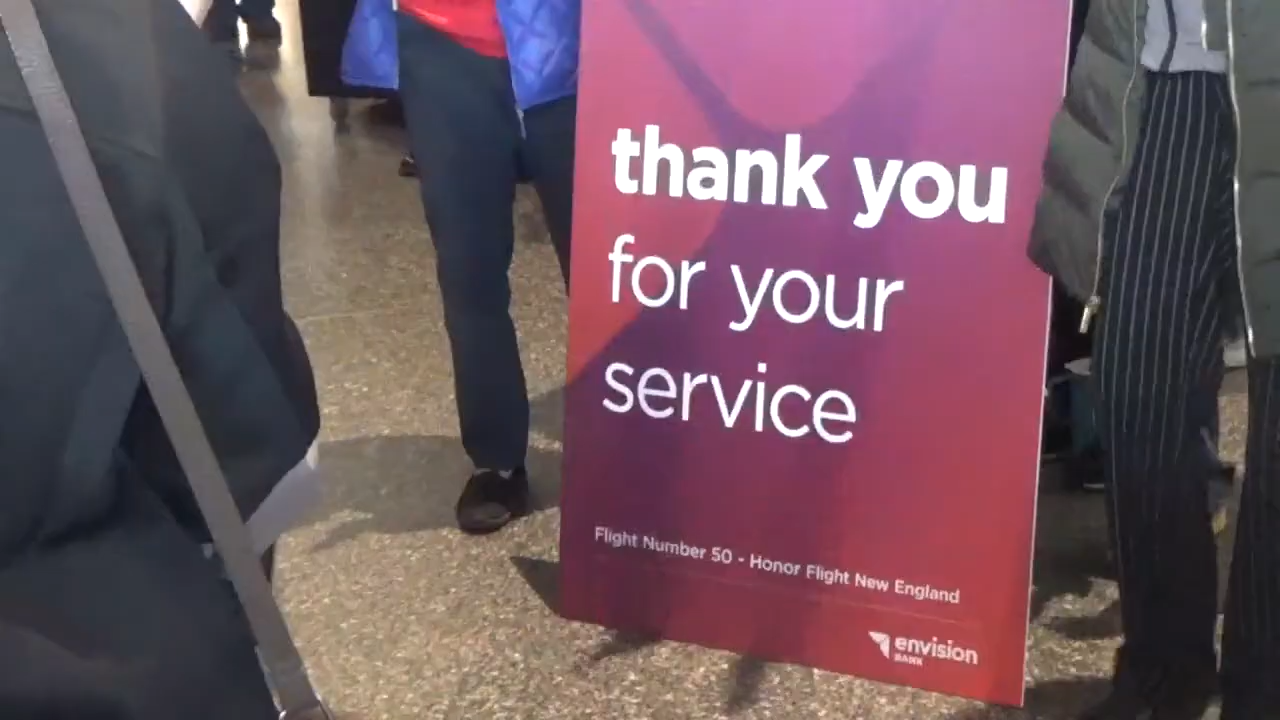 thank you
for your
service
Flight Number 50 - Honor Flight New England
envision
BANK